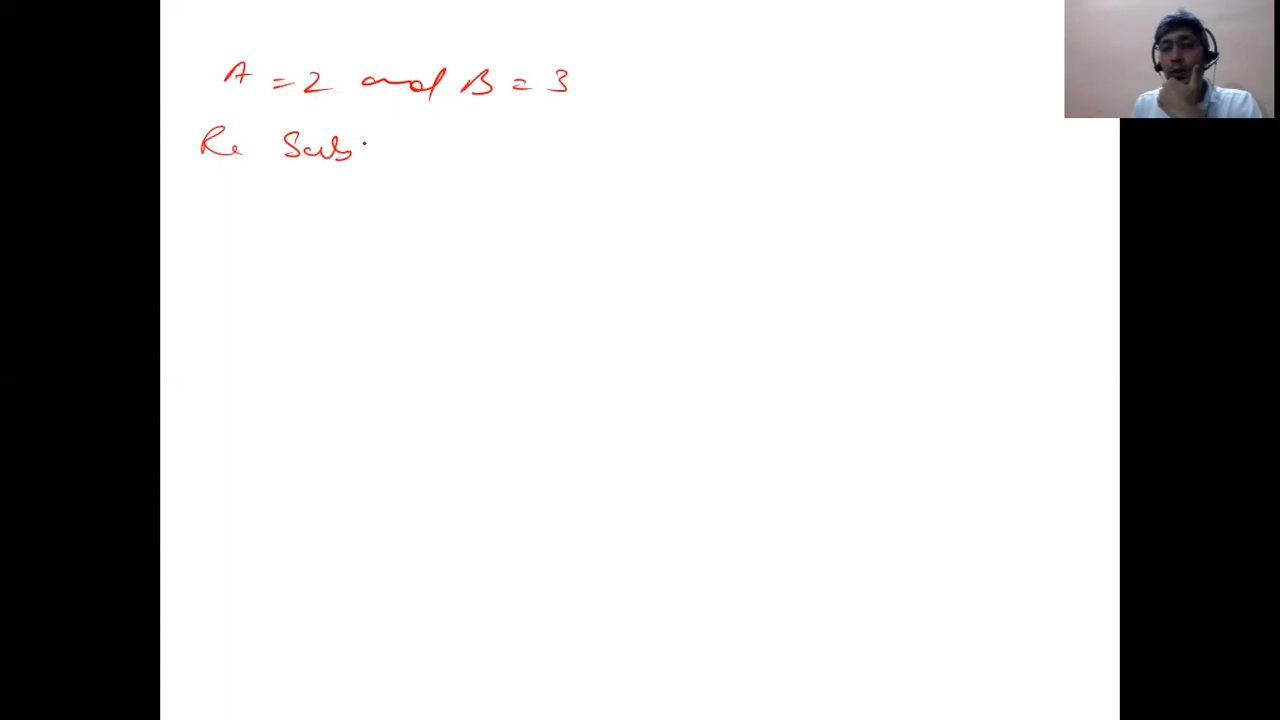 A = 2 and B = 3
Re Sub.